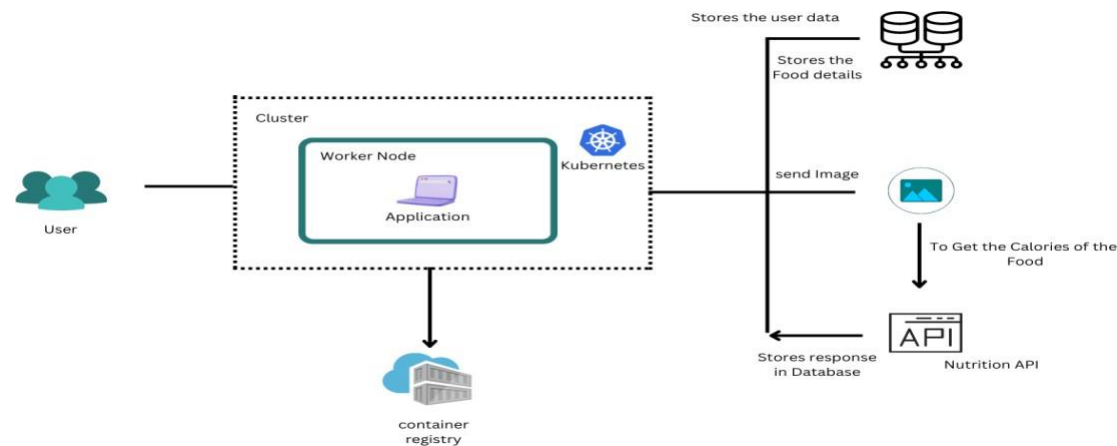 Stores the user data
Stores the
Food details
Cluster
Worker Node
Kubernetes
Application
send Image
User
To Get the Calories of the
Food
API
Stores response
in Database
Nutrition API
container
registry